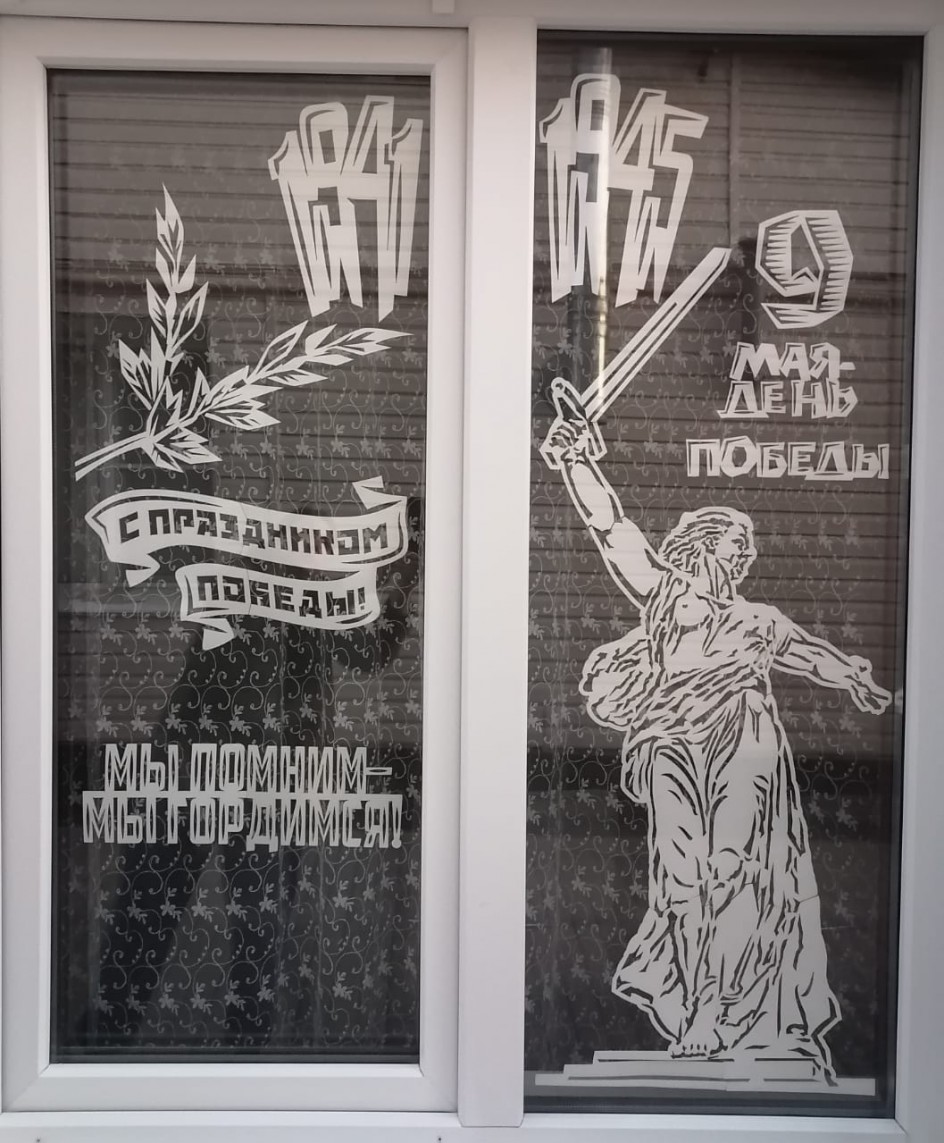 1941
С ПРАЗДНИКОМ
ПОБЕДЫ!
МЫ ПОМНИМ-
МЫ ГОРДИМСЯ!
1945
9
МАЯ-
ДЕНЬ
ПОБЕДЫ